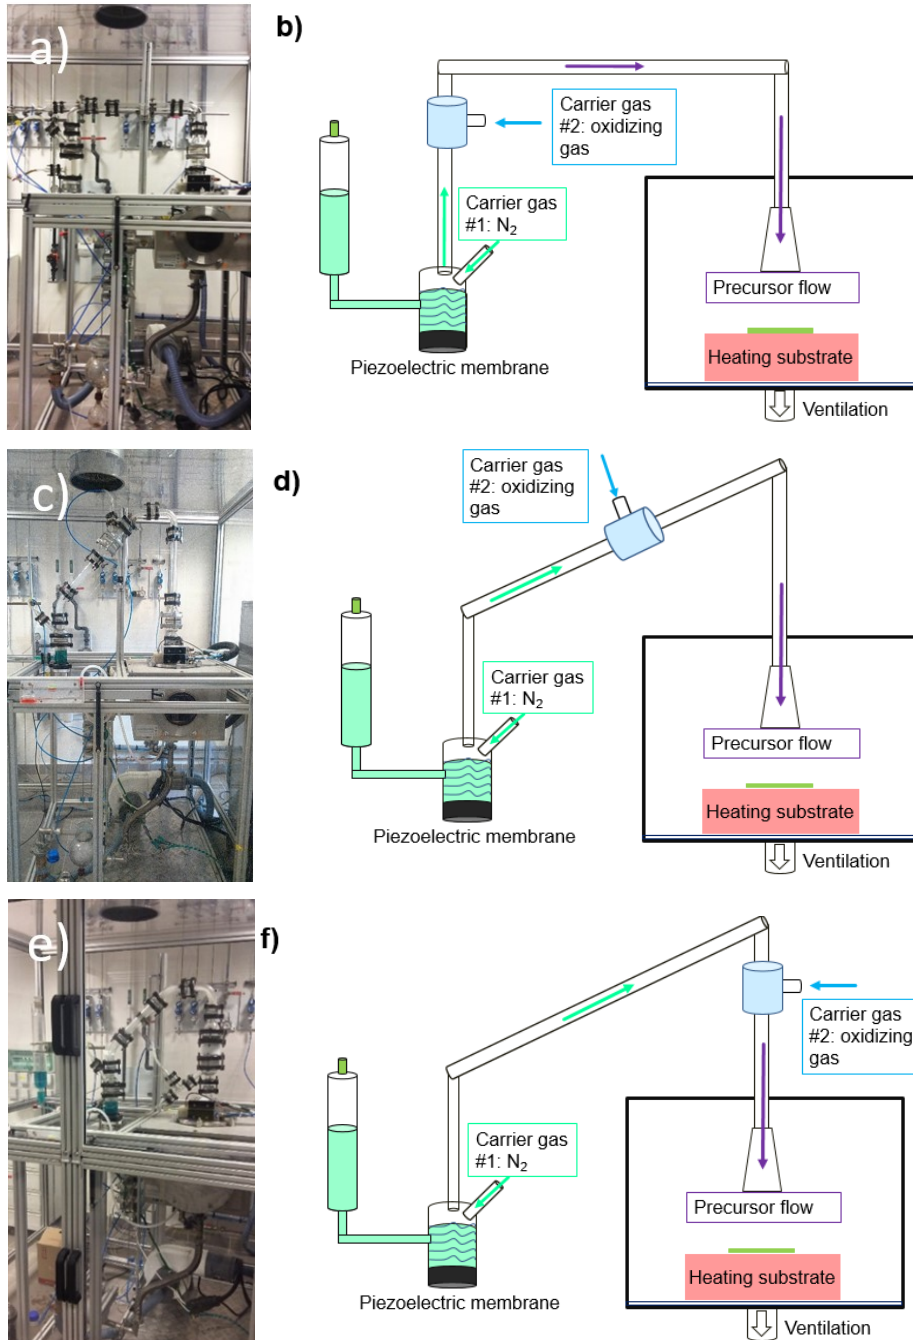 a)
b)
Carrier gas
#2: oxidizing
gas
Carrier gas
#1: N₂
Precursor flow
Heating substrate
Piezoelectric membrane
Ventilation
c)
d)
Carrier gas
#2: oxidizing
gas
Carrier gas
#1: N₂
Precursor flow
Heating substrate
Piezoelectric membrane
Ventilation
e)
f)
Carrier gas
#2: oxidizing
gas
Carrier gas
#1: N₂
Precursor flow
Heating substrate
Piezoelectric membrane
Ventilation